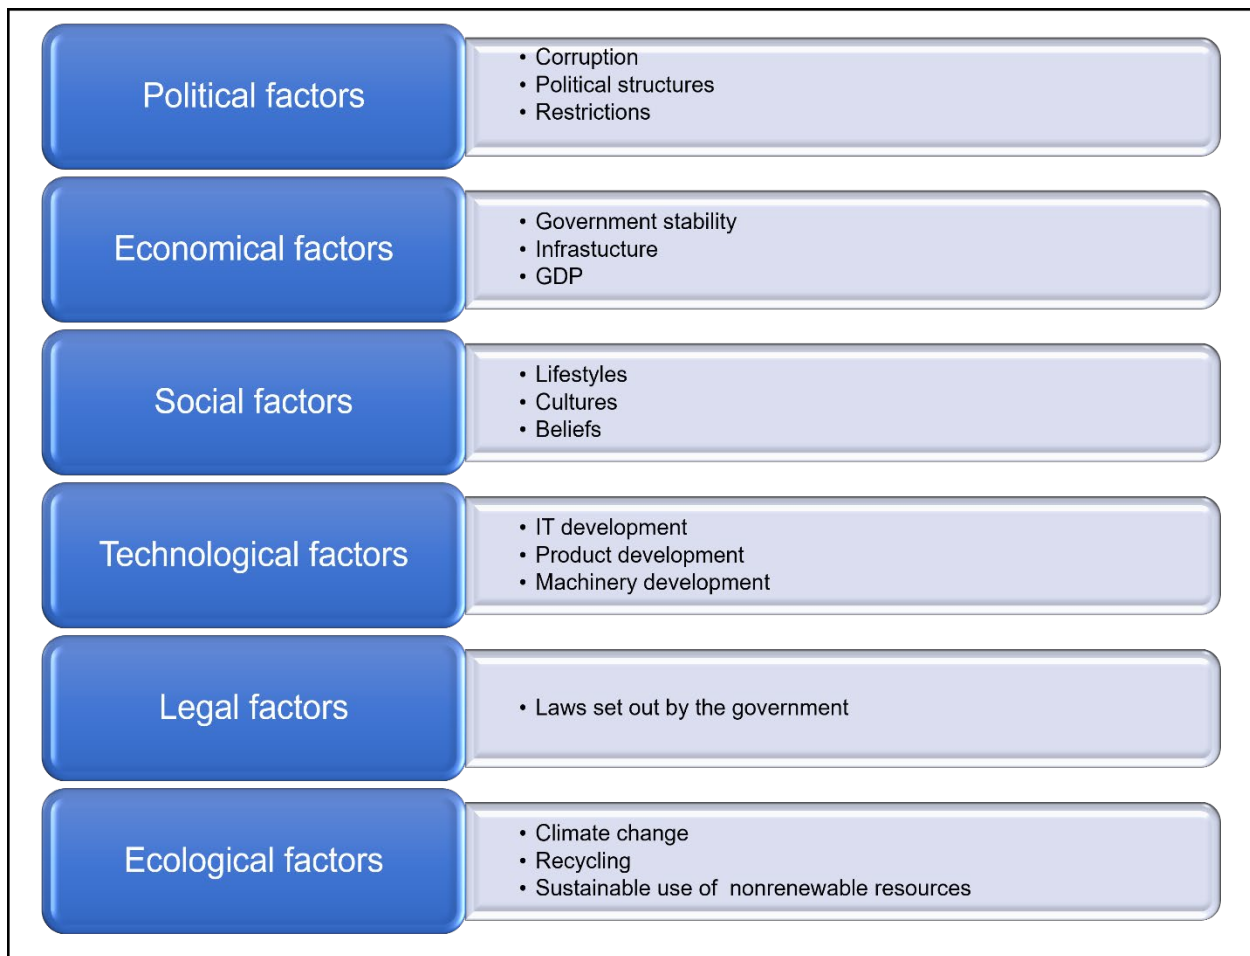 Political factors
• Corruption
• Political structures
• Restrictions
Economical factors
• Government stability
• Infrastucture
• GDP
Social factors
• Lifestyles
• Cultures
• Beliefs
Technological factors
• IT development
• Product development
• Machinery development
Legal factors
• Laws set out by the government
Ecological factors
• Climate change
• Recycling
• Sustainable use of  nonrenewable resources